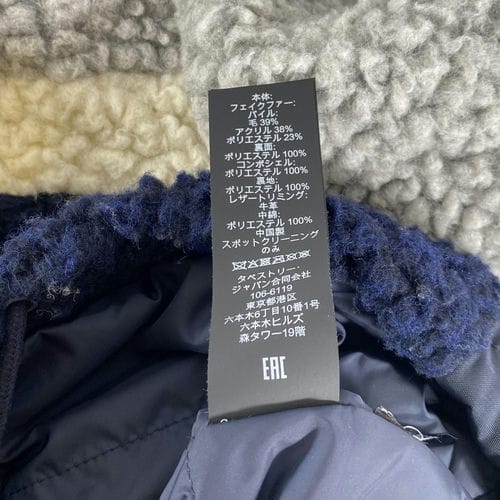 本体:
フェイクファー:
パイル:
毛 39%
アクリル 38%
ポリエステル 23%
裏面:
ポリエステル 100%
コンポシェル:
ポリエステル 100%
裏地:
ポリエステル 100%
レザートリミング:
牛革
中綿:
ポリエステル 100%
中国製
スポットクリーニング
のみ
タペストリー・
ジャパン合同会社
106-6119
東京都港区
六本木6丁目10番1号
六本木ヒルズ
森タワー 19階
EAC